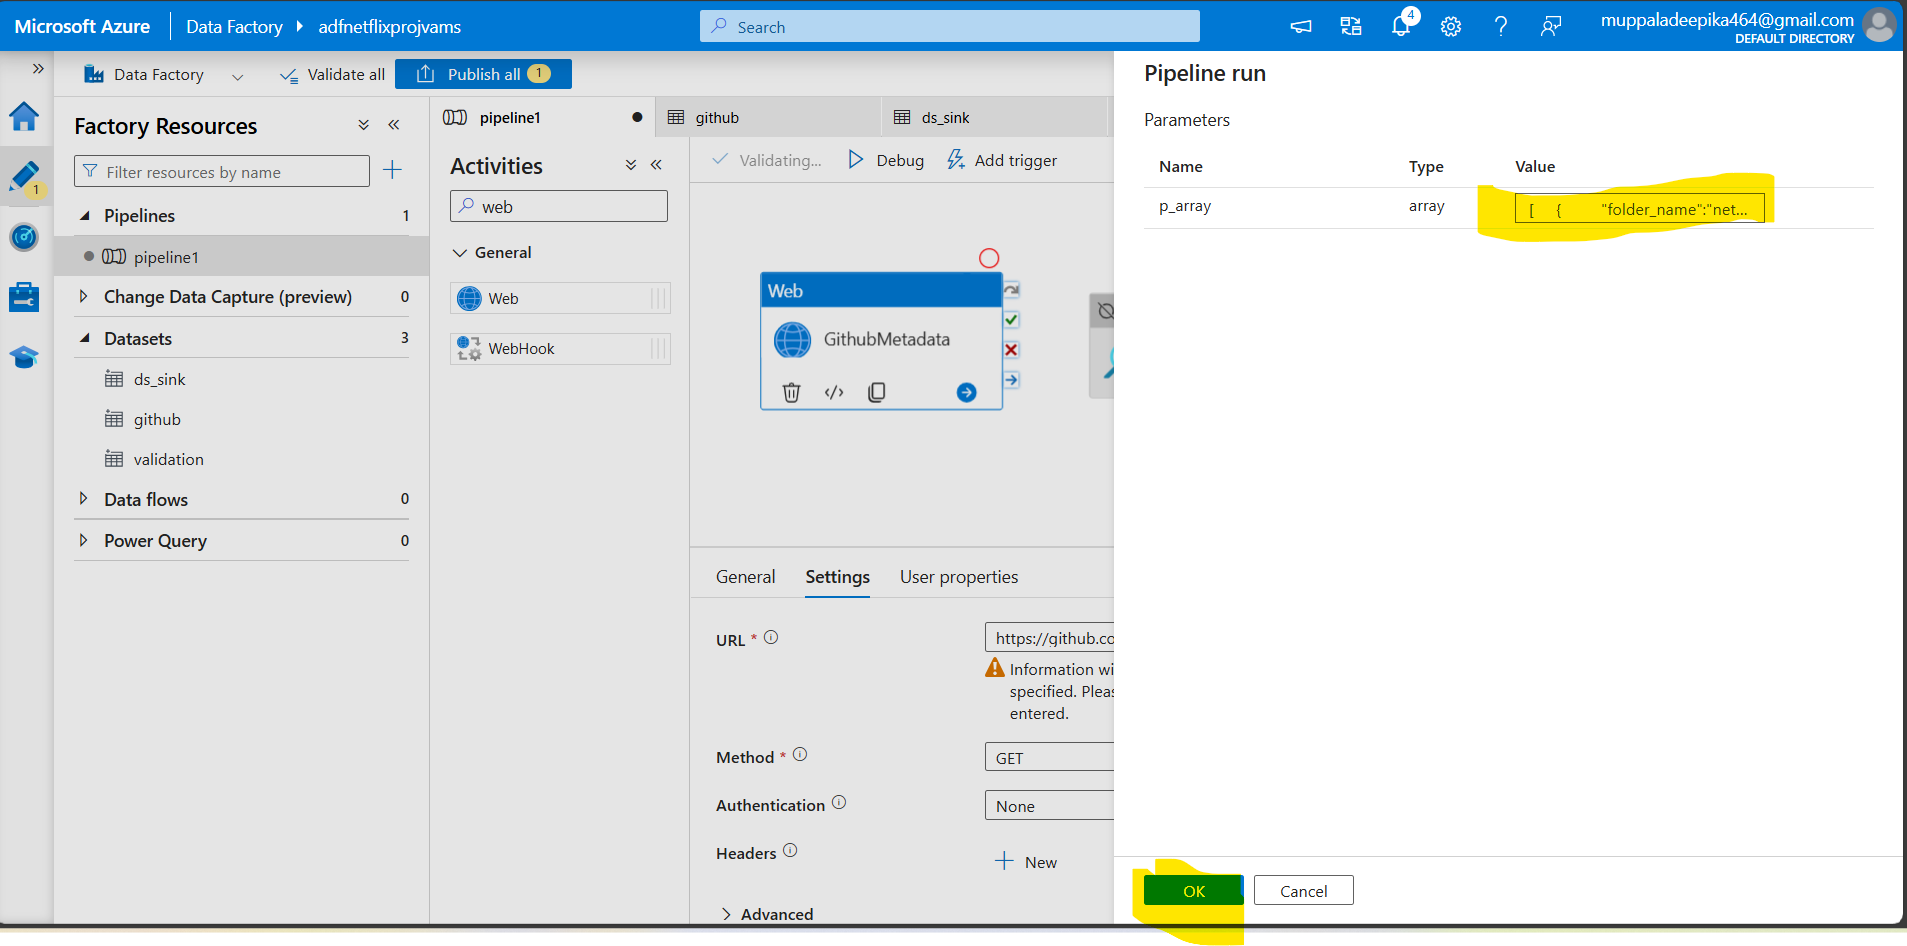 Microsoft Azure
Data Factory
adfnetflixprojvams
Search
4
muppaladeepika464@gmail.com
DEFAULT DIRECTORY
Data Factory
Validate all
Publish all
1
Factory Resources
Filter resources by name
1
Pipelines
1
pipeline1
Change Data Capture (preview)
0
Datasets
3
ds_sink
github
validation
Data flows
0
Power Query
0
pipeline1
github
ds_sink
Activities
web
General
Web
WebHook
Validating...
Debug
Add trigger
Web
GithubMetadata
General
Settings
User properties
URL *
https://github.co
Information wi
specified. Pleas
entered.
Method *
GET
Authentication
None
Headers
New
Advanced
Pipeline run
Parameters
Name
Type
Value
p_array
array
[ { "folder_name":"net...
OK
Cancel